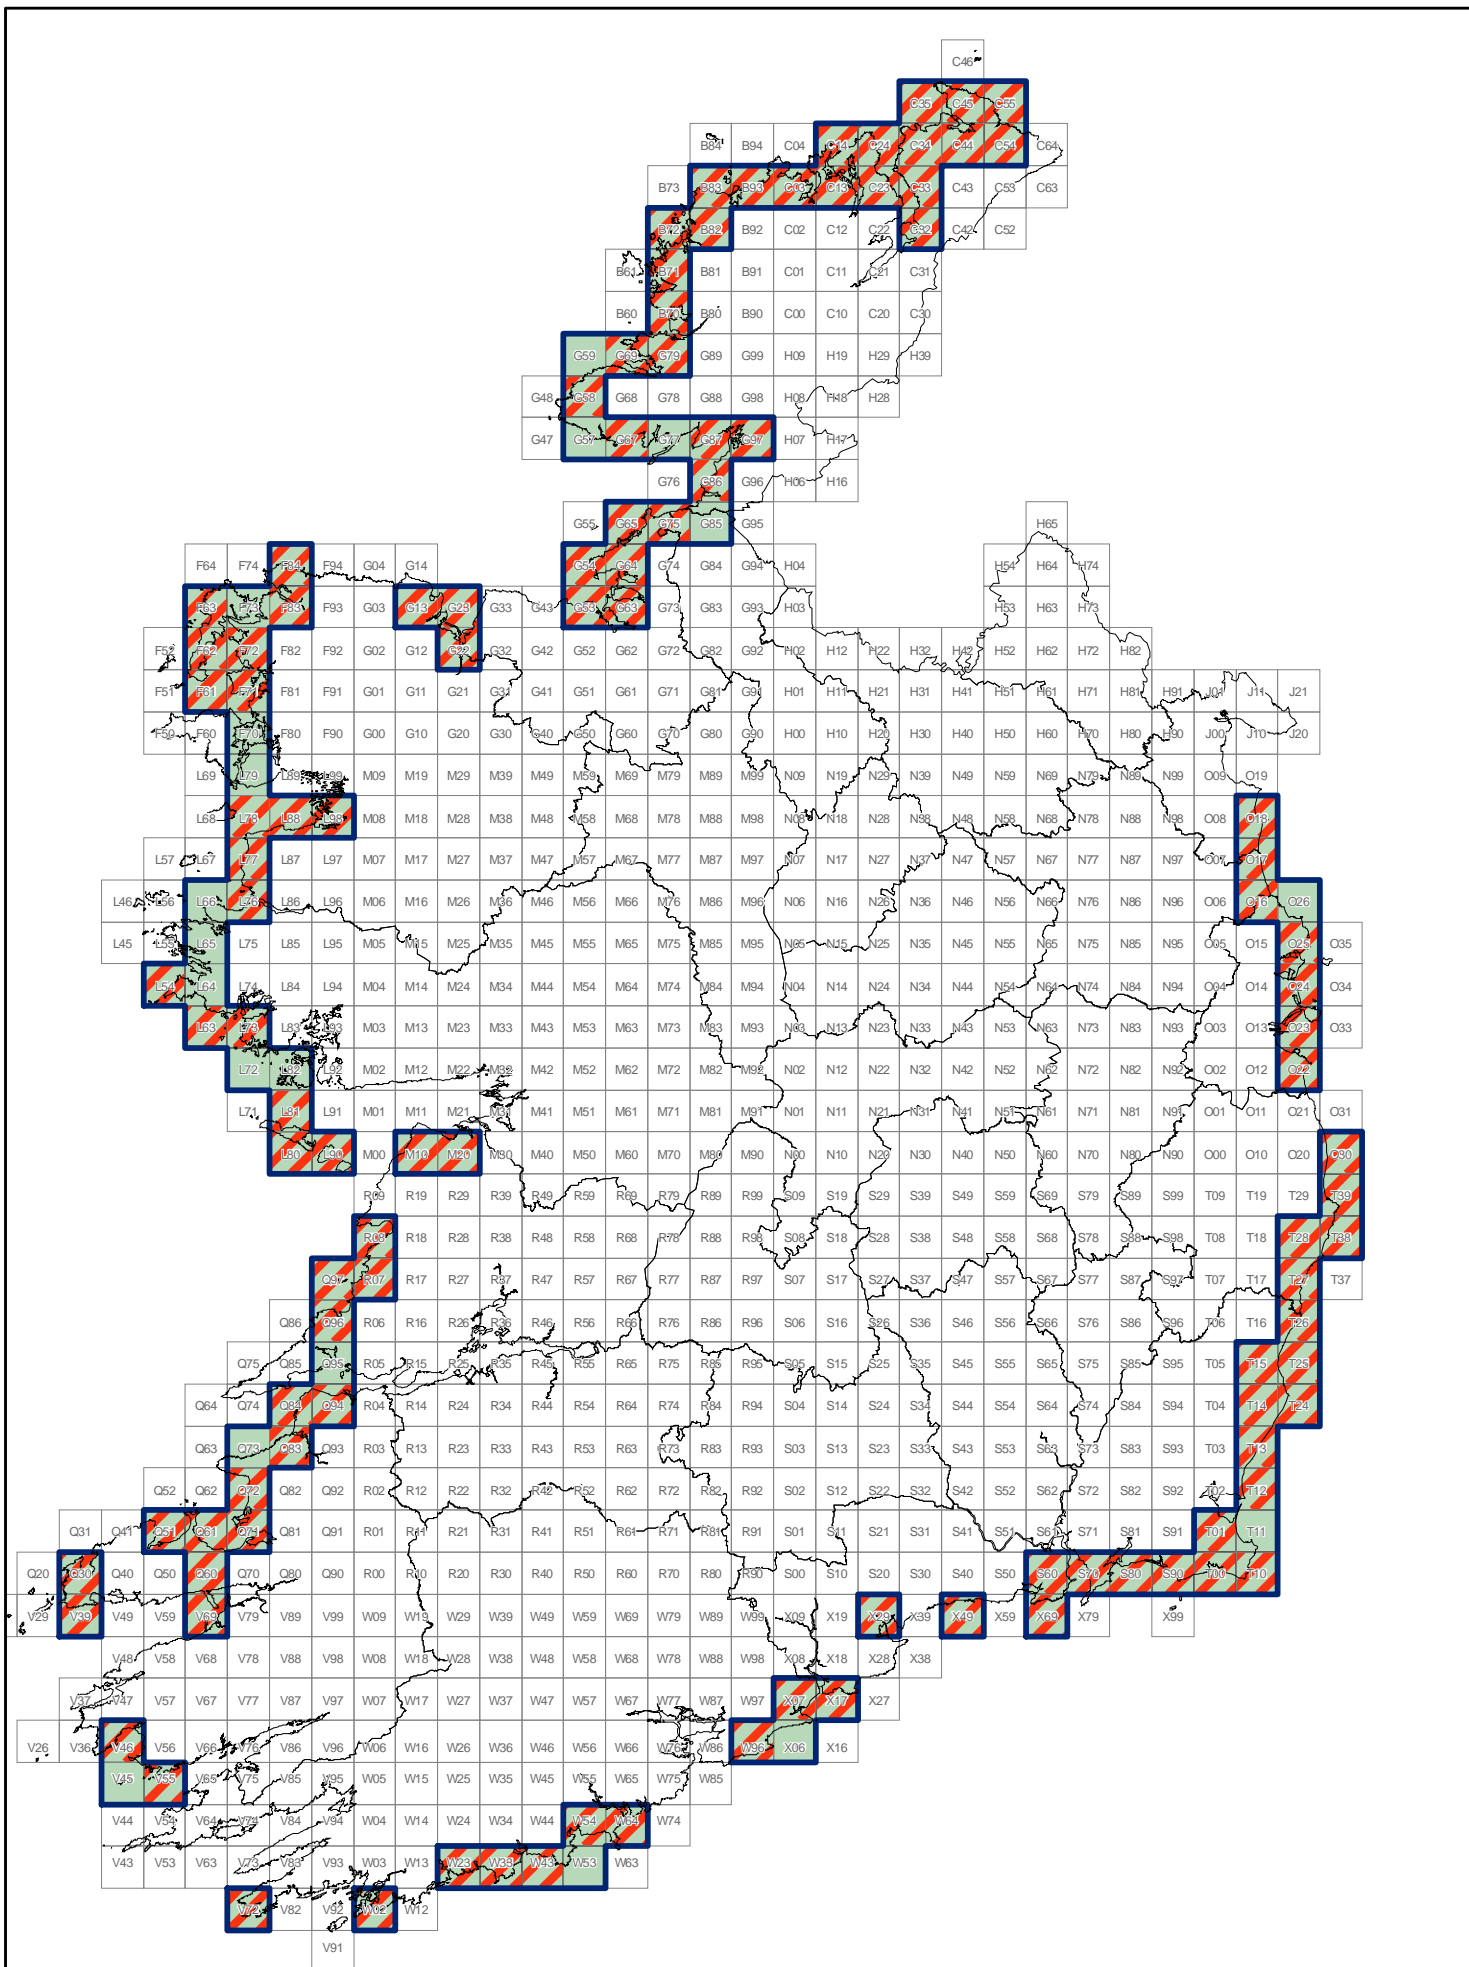 C46
C35 C45 C55
B84 B94 C04 C14 C24 C34 C44 C54 C64
B73 B83 B93 C03 C13 C23 C33 C43 C53 C63
B72 B82 B92 C02 C12 C22 C32 C42 C52
B61 B71 B81 B91 C01 C11 C21 C31
B60 B70 B80 B90 C00 C10 C20 C30
G59 G69 G79 G89 G99 H09 H19 H29 H39
G48 G58 G68 G78 G88 G98 H08 H18 H28
G47 G57 G67 G77 G87 G97 H07 H17
G76 G86 G96 H06 H16
G55 G65 G75 G85 G95 H65
F64 F74 F84 F94 G04 G14 G54 G64 G74 G84 G94 H04 H54 H64 H74
F63 F73 F83 F93 G03 G13 G23 G33 G43 G53 G63 G73 G83 G93 H03 H53 H63 H73
F52 F62 F72 F82 F92 G02 G12 G22 G32 G42 G52 G62 G72 G82 G92 H02 H12 H22 H32 H42 H52 H62 H72 H82
F51 F61 F71 F81 F91 G01 G11 G21 G31 G41 G51 G61 G71 G81 G91 H01 H11 H21 H31 H41 H51 H61 H71 H81 H91 J01 J11 J21
F50 F60 F70 F80 F90 G00 G10 G20 G30 G40 G50 G60 G70 G80 G90 H00 H10 H20 H30 H40 H50 H60 H70 H80 H90 J00 J10 J20
L69 L79 L89 L99 M09 M19 M29 M39 M49 M59 M69 M79 M89 M99 N09 N19 N29 N39 N49 N59 N69 N79 N89 N99 O09 O19
L68 L78 L88 L98 M08 M18 M28 M38 M48 M58 M68 M78 M88 M98 N08 N18 N28 N38 N48 N58 N68 N78 N88 N98 O08 O18
L57 L67 L77 L87 L97 M07 M17 M27 M37 M47 M57 M67 M77 M87 M97 N07 N17 N27 N37 N47 N57 N67 N77 N87 N97 O07 O17
L46 L56 L66 L76 L86 L96 M06 M16 M26 M36 M46 M56 M66 M76 M86 M96 N06 N16 N26 N36 N46 N56 N66 N76 N86 N96 O06 O16 O26
L45 L55 L65 L75 L85 L95 M05 M15 M25 M35 M45 M55 M65 M75 M85 M95 N05 N15 N25 N35 N45 N55 N65 N75 N85 N95 O05 O15 O25 O35
L54 L64 L74 L84 L94 M04 M14 M24 M34 M44 M54 M64 M74 M84 M94 N04 N14 N24 N34 N44 N54 N64 N74 N84 N94 O04 O14 O24 O34
L63 L73 L83 L93 M03 M13 M23 M33 M43 M53 M63 M73 M83 M93 N03 N13 N23 N33 N43 N53 N63 N73 N83 N93 O03 O13 O23 O33
L72 L82 L92 M02 M12 M22 M32 M42 M52 M62 M72 M82 M92 N02 N12 N22 N32 N42 N52 N62 N72 N82 N92 O02 O12 O22
L71 L81 L91 M01 M11 M21 M31 M41 M51 M61 M71 M81 M91 N01 N11 N21 N31 N41 N51 N61 N71 N81 N91 O01 O11 O21 O31
L80 L90 M00 M10 M20 M30 M40 M50 M60 M70 M80 M90 N00 N10 N20 N30 N40 N50 N60 N70 N80 N90 O00 O10 O20 O30
R09 R19 R29 R39 R49 R59 R69 R79 R89 R99 S09 S19 S29 S39 S49 S59 S69 S79 S89 S99 T09 T19 T29 T39
R08 R18 R28 R38 R48 R58 R68 R78 R88 R98 S08 S18 S28 S38 S48 S58 S68 S78 S88 S98 T08 T18 T28 T38
Q97 R07 R17 R27 R37 R47 R57 R67 R77 R87 R97 S07 S17 S27 S37 S47 S57 S67 S77 S87 S97 T07 T17 T27 T37
Q86 Q96 R06 R16 R26 R36 R46 R56 R66 R76 R86 R96 S06 S16 S26 S36 S46 S56 S66 S76 S86 S96 T06 T16 T26
Q75 Q85 Q95 R05 R15 R25 R35 R45 R55 R65 R75 R85 R95 S05 S15 S25 S35 S45 S55 S65 S75 S85 S95 T05 T15 T25
Q64 Q74 Q84 Q94 R04 R14 R24 R34 R44 R54 R64 R74 R84 R94 S04 S14 S24 S34 S44 S54 S64 S74 S84 S94 T04 T14 T24
Q63 Q73 Q83 Q93 R03 R13 R23 R33 R43 R53 R63 R73 R83 R93 S03 S13 S23 S33 S43 S53 S63 S73 S83 S93 T03 T13
Q52 Q62 Q72 Q82 Q92 R02 R12 R22 R32 R42 R52 R62 R72 R82 R92 S02 S12 S22 S32 S42 S52 S62 S72 S82 S92 T02 T12
Q31 Q41 Q51 Q61 Q71 Q81 Q91 R01 R11 R21 R31 R41 R51 R61 R71 R81 R91 S01 S11 S21 S31 S41 S51 S61 S71 S81 S91 T01 T11
Q20 Q30 Q40 Q50 Q60 Q70 Q80 Q90 R00 R10 R20 R30 R40 R50 R60 R70 R80 R90 S00 S10 S20 S30 S40 S50 S60 S70 S80 S90 T00 T10
V29 V39 V49 V59 V69 V79 V89 V99 W09 W19 W29 W39 W49 W59 W69 W79 W89 W99 X09 X19 X29 X39 X49 X59 X69 X79 X99
V48 V58 V68 V78 V88 V98 W08 W18 W28 W38 W48 W58 W68 W78 W88 W98 X08 X18 X28 X38
V37 V47 V57 V67 V77 V87 V97 W07 W17 W27 W37 W47 W57 W67 W77 W87 W97 X07 X17 X27
V26 V36 V46 V56 V66 V76 V86 V96 W06 W16 W26 W36 W46 W56 W66 W76 W86 W96 X06 X16
V45 V55 V65 V75 V85 V95 W05 W15 W25 W35 W45 W55 W65 W75 W85
V44 V54 V64 V74 V84 V94 W04 W14 W24 W34 W44 W54 W64 W74
V43 V53 V63 V73 V83 V93 W03 W13 W23 W33 W43 W53 W63
V72 V82 V92 W02 W12
V91